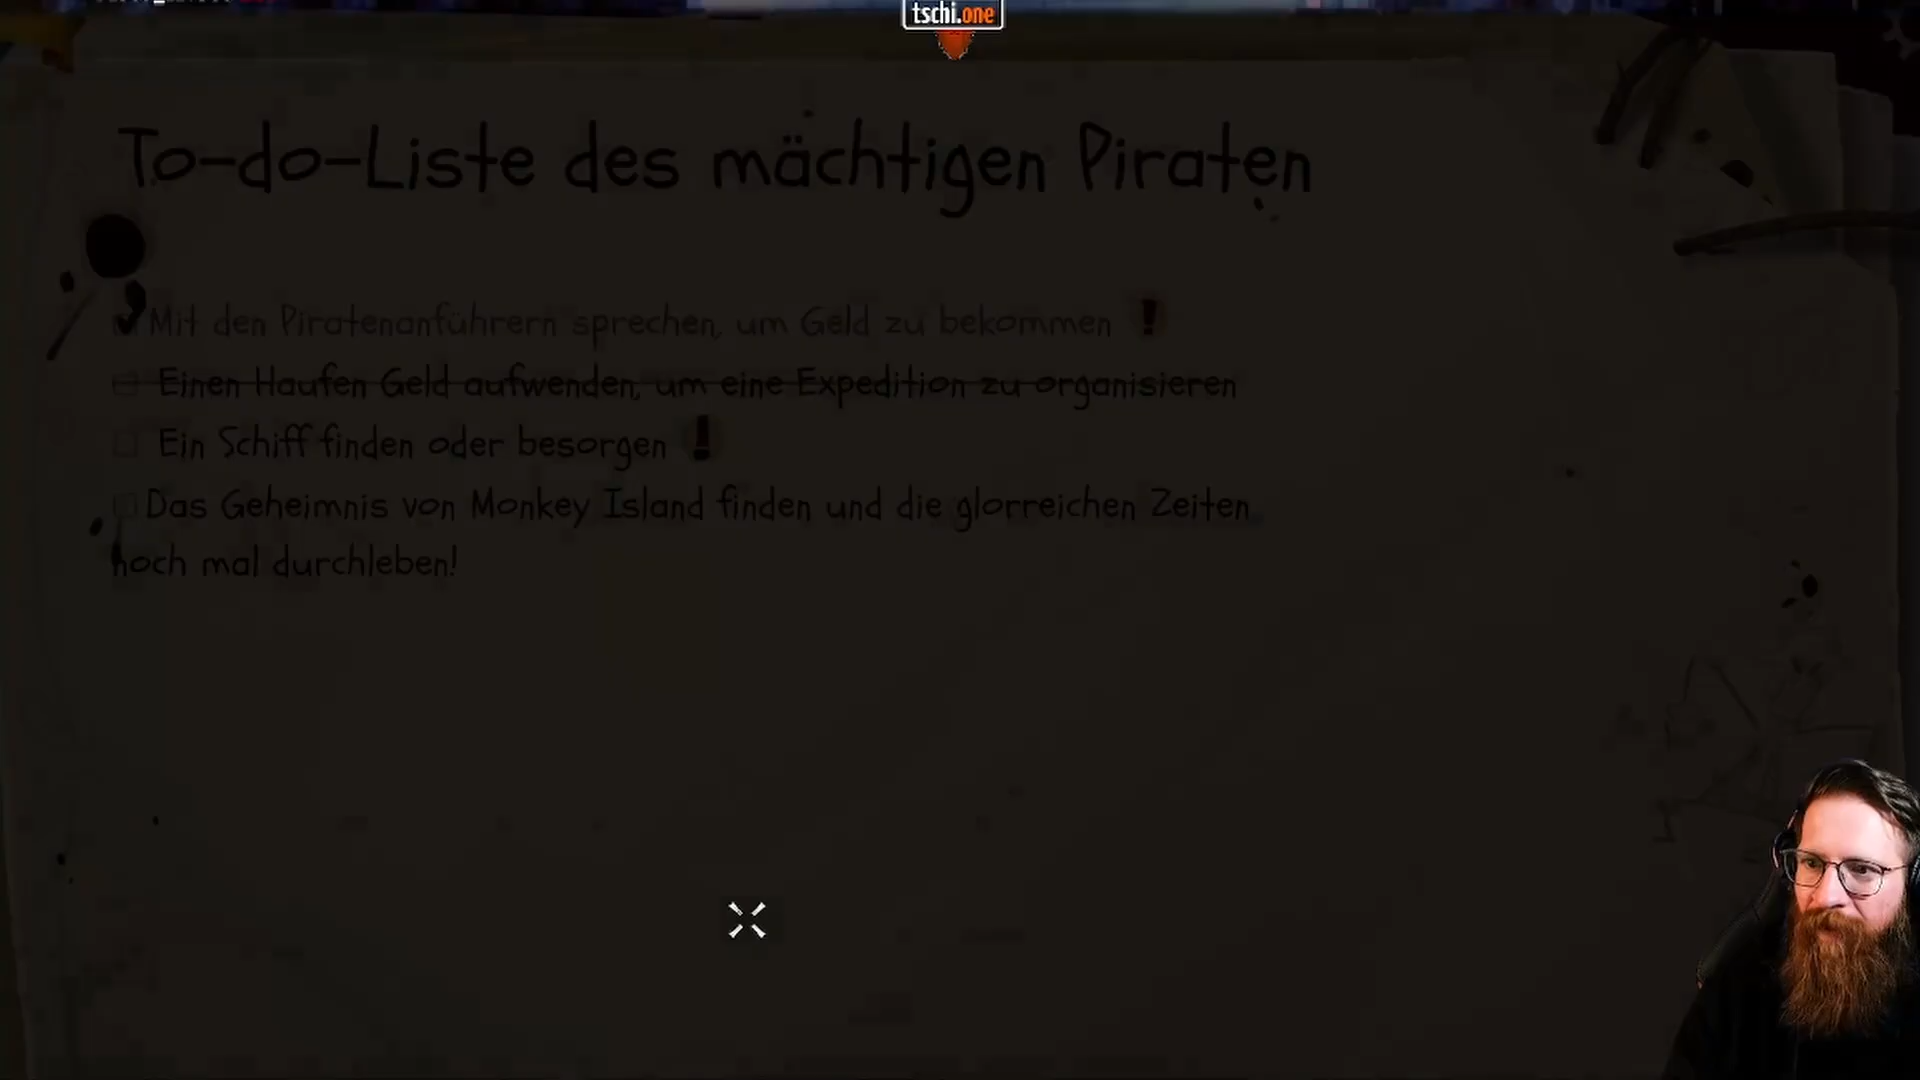 tschi.one
To-do-Liste des mächtigen Piraten
Mit den Piratenanführern sprechen, um Geld zu bekommen !
Einen Haufen Geld aufwenden, um eine Expedition zu organisieren
Ein Schiff finden oder besorgen !
Das Geheimnis von Monkey Island finden und die glorreichen Zeiten
noch mal durchleben!